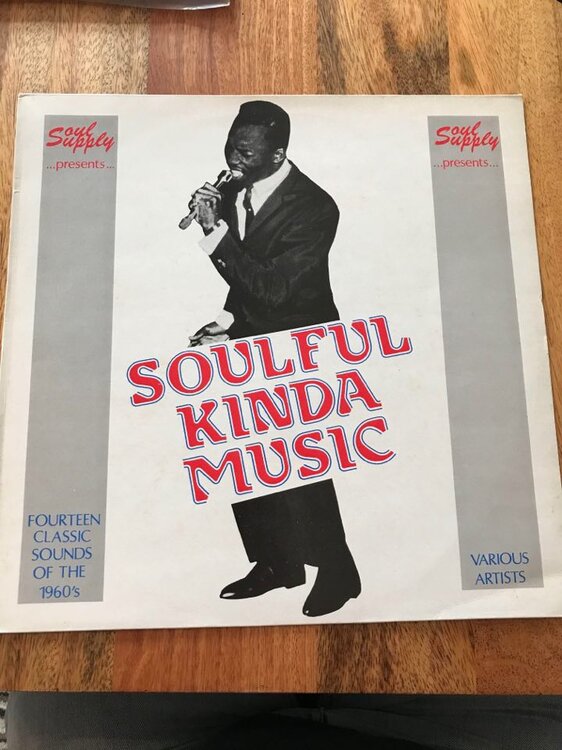 Soul
Supply
...presents...
Soul
Supply
...presents...
SOULFUL
KINDA
MUSIC
FOURTEEN
CLASSIC
SOUNDS
OF THE
1960's
VARIOUS
ARTISTS